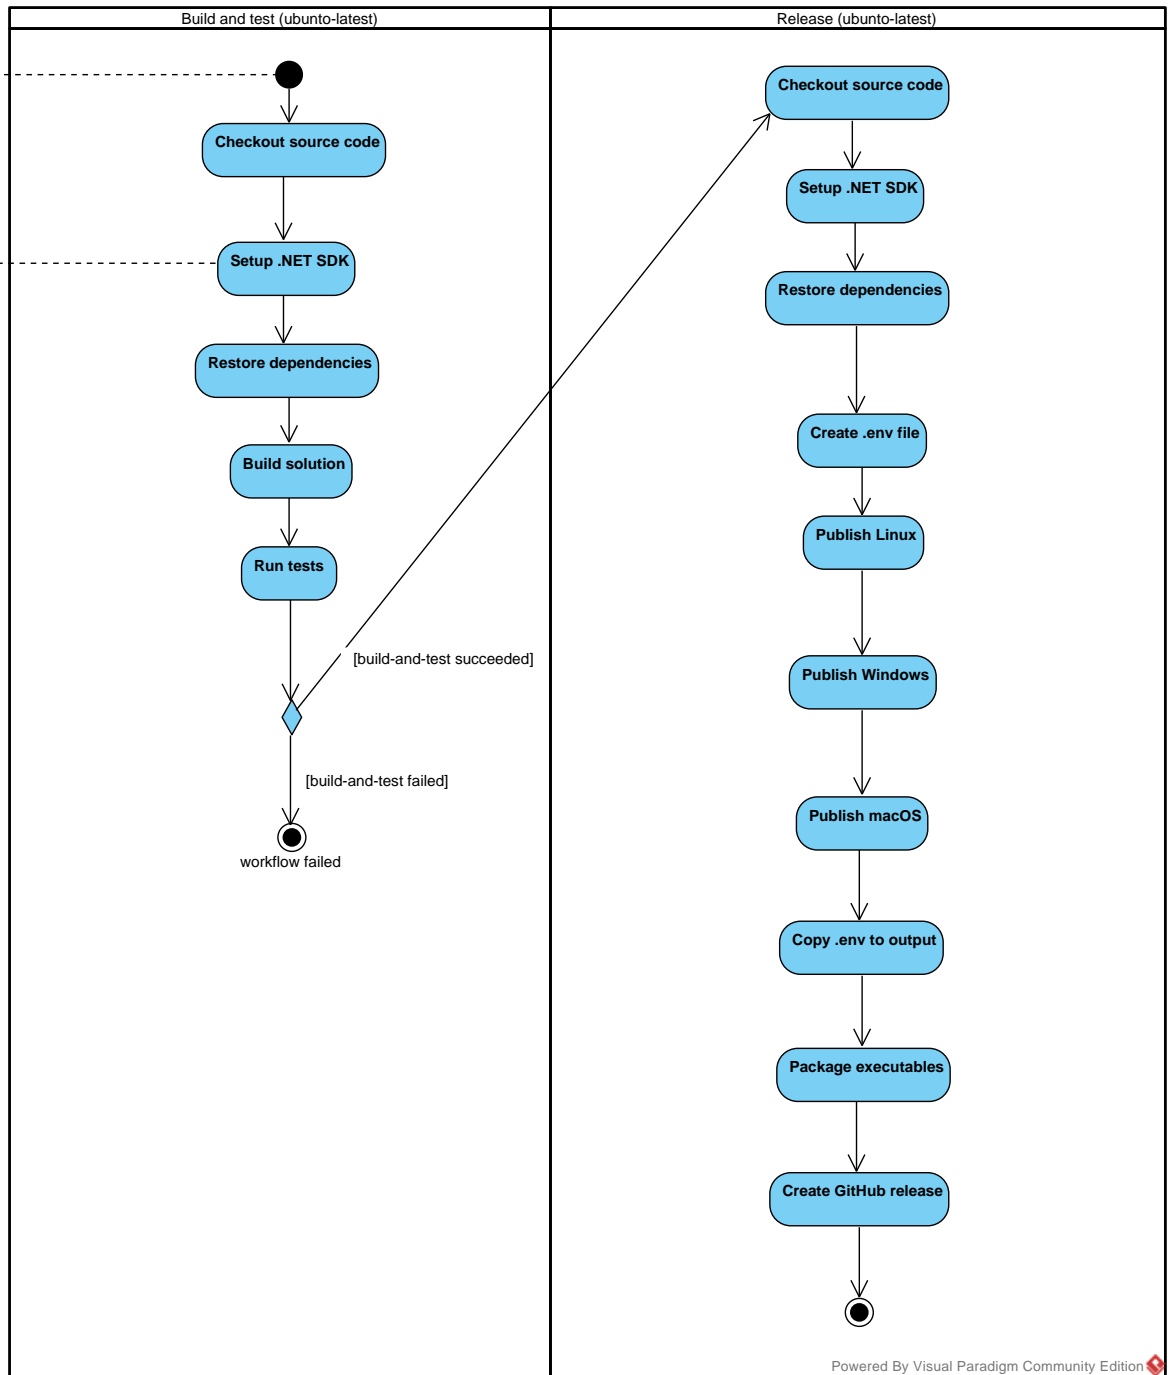 Build and test (ubunto-latest)
Checkout source code
Setup .NET SDK
Restore dependencies
Build solution
Run tests
[build-and-test succeeded]
[build-and-test failed]
workflow failed
Release (ubunto-latest)
Checkout source code
Setup .NET SDK
Restore dependencies
Create .env file
Publish Linux
Publish Windows
Publish macOS
Copy .env to output
Package executables
Create GitHub release
Powered By Visual Paradigm Community Edition